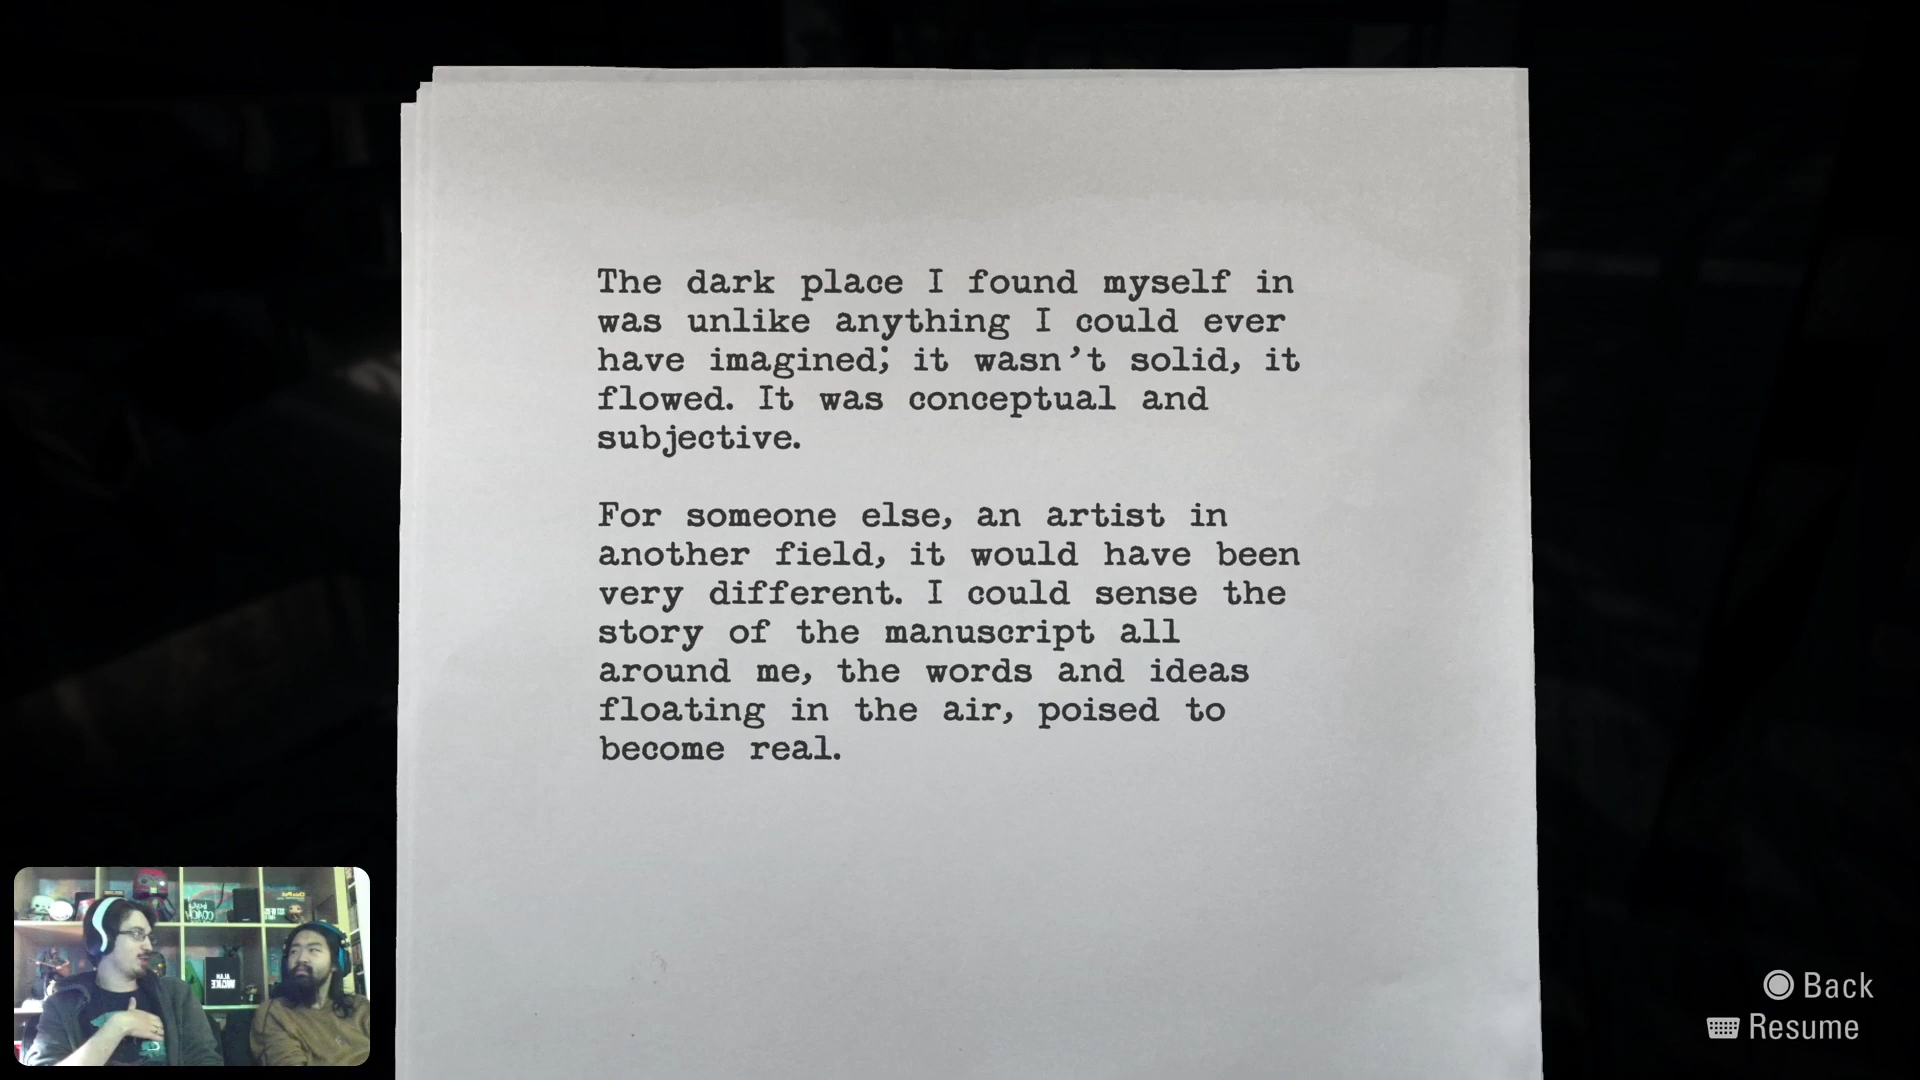 The dark place I found myself in
was unlike anything I could ever
have imagined; it wasn't solid, it
flowed. It was conceptual and
subjective.
For someone else, an artist in
another field, it would have been
very different. I could sense the
story of the manuscript all
around me, the words and ideas
floating in the air, poised to
become real.
ALAN
WAKE
Back
Resume